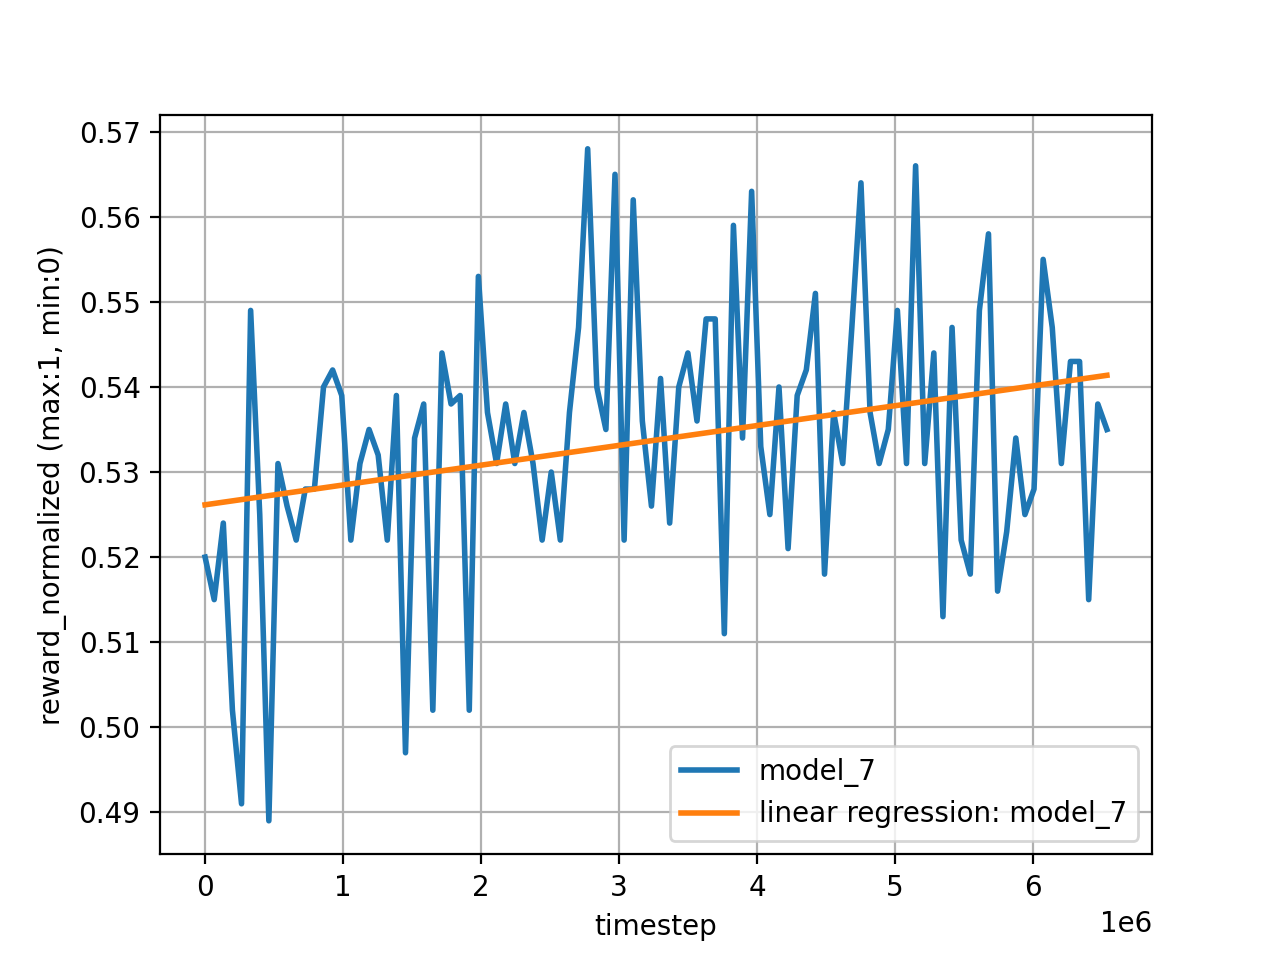 0.57
0.56
0.55
0.54
0.53
0.52
0.51
0.50
0.49
reward_normalized (max:1, min:0)
model_7
linear regression: model_7
0 1 2 3 4 5 6
1e6
timestep